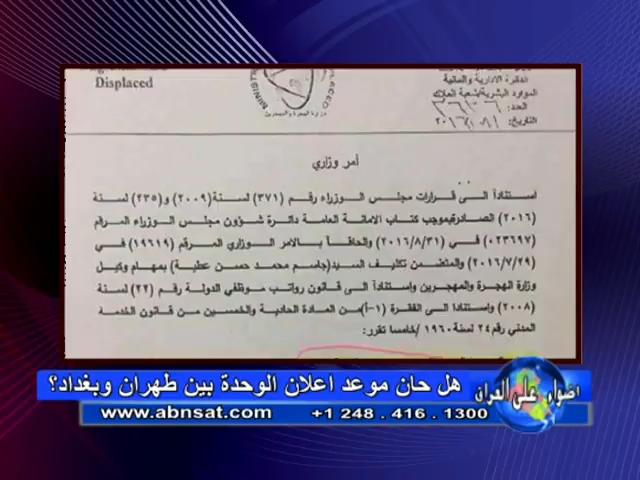 Displaced
الدائرة الادارية والمالية
الموارد البشرية/شعبة الملاك
العدد:
التاريخ:
وزارة الهجرة والمهجرين
أمر وزاري
استناداً الى قرارات مجلس الوزراء رقم (٣٧١) لسنة (٢٠٠٩) و(٢٣٥) لسنة
(٢٠١٦) الصادر بموجب كتاب الامانة العامة دائرة شؤون مجلس الوزراء المرقم
(٠٢٣٦٩٧) في (٢٠١٦/٨/٣١) والحاقاً بالامر الوزاري المرقم (١٩٦١٩) في
(٢٠١٦/٧/٢٩) والمتضمن تكليف السيد (جاسم محمد حسن عطية) بمهام وكيل
وزارة الهجرة والمهجرين واستناداً الى قانون رواتب موظفي الدولة رقم (٢٢) لسنة
(٢٠٠٨) واستنادا الى الفقرة (١-أ) من المادة الحادية والخمسين من قانون الخدمة
المدني رقم ٢٤ لسنة ١٩٦٠ /خامسا تقرر:
اضواء على العراق
هل حان موعد اعلان الوحدة بين طهران وبغداد؟
www.abnsat.com +1 248 . 416 . 1300